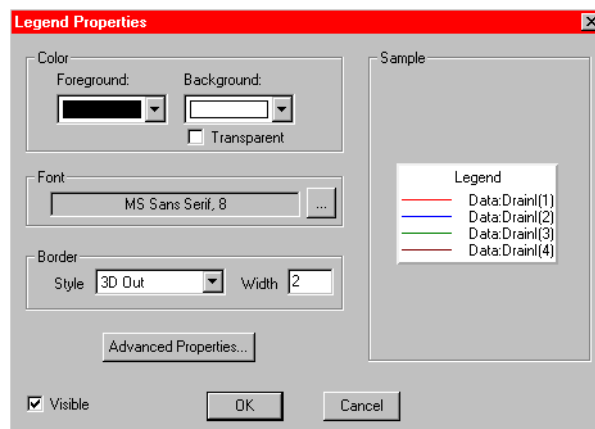 Legend Properties
Color
Foreground:
Background:
Transparent
Font
MS Sans Serif, 8
...
Border
Style
3D Out
Width
2
Advanced Properties...
Visible
OK
Cancel
Sample
Legend
Data:DrainI(1)
Data:DrainI(2)
Data:DrainI(3)
Data:DrainI(4)